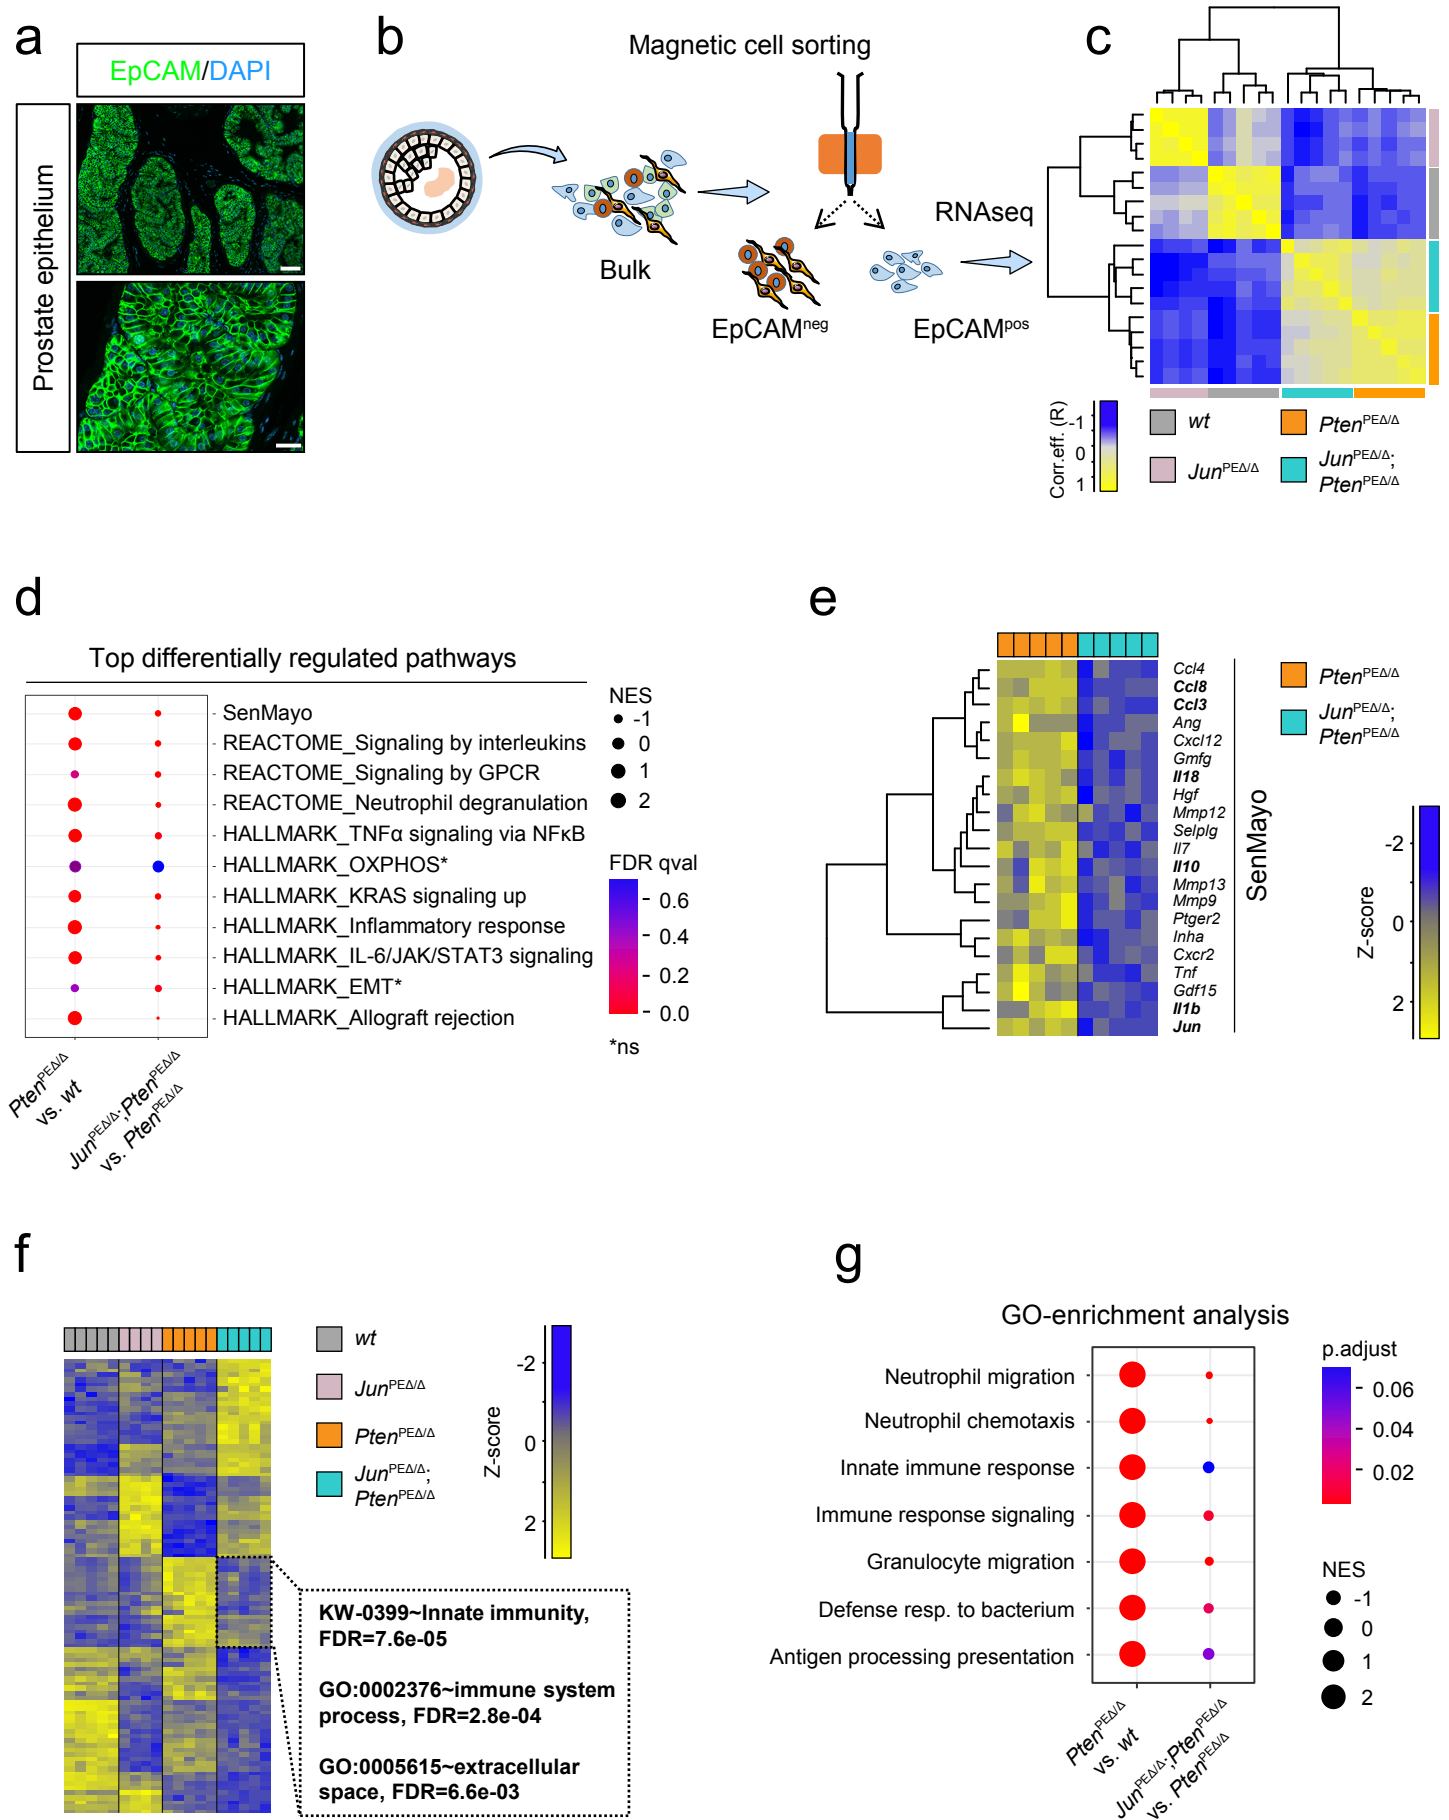 a
EpCAM/DAPI
Prostate epithelium
b
Magnetic cell sorting
Bulk
EpCAMneg
EpCAMpos
RNAseq
c
Corr.eff. (R)
-1
0
1
wt
JunPEΔ/Δ
PtenPEΔ/Δ
JunPEΔ/Δ;
PtenPEΔ/Δ
d
Top differentially regulated pathways
SenMayo
REACTOME_Signaling by interleukins
REACTOME_Signaling by GPCR
REACTOME_Neutrophil degranulation
HALLMARK_TNFα signaling via NFκB
HALLMARK_OXPHOS*
HALLMARK_KRAS signaling up
HALLMARK_Inflammatory response
HALLMARK_IL-6/JAK/STAT3 signaling
HALLMARK_EMT*
HALLMARK_Allograft rejection
PtenPEΔ/Δ
vs. wt
JunPEΔ/Δ;PtenPEΔ/Δ
vs. PtenPEΔ/Δ
NES
-1
0
1
2
FDR qval
0.6
0.4
0.2
0.0
*ns
e
Ccl4
Ccl8
Ccl3
Ang
Cxcl12
Gmfg
Il18
Hgf
Mmp12
Selplg
Il7
Il10
Mmp13
Mmp9
Ptger2
Inha
Cxcr2
Tnf
Gdf15
Il1b
Jun
SenMayo
PtenPEΔ/Δ
JunPEΔ/Δ;
PtenPEΔ/Δ
Z-score
-2
0
2
f
wt
JunPEΔ/Δ
PtenPEΔ/Δ
JunPEΔ/Δ;
PtenPEΔ/Δ
Z-score
-2
0
2
KW-0399~Innate immunity,
FDR=7.6e-05
GO:0002376~immune system
process, FDR=2.8e-04
GO:0005615~extracellular
space, FDR=6.6e-03
g
GO-enrichment analysis
Neutrophil migration
Neutrophil chemotaxis
Innate immune response
Immune response signaling
Granulocyte migration
Defense resp. to bacterium
Antigen processing presentation
PtenPEΔ/Δ
vs. wt
JunPEΔ/Δ;PtenPEΔ/Δ
vs. PtenPEΔ/Δ
p.adjust
0.06
0.04
0.02
NES
-1
0
1
2